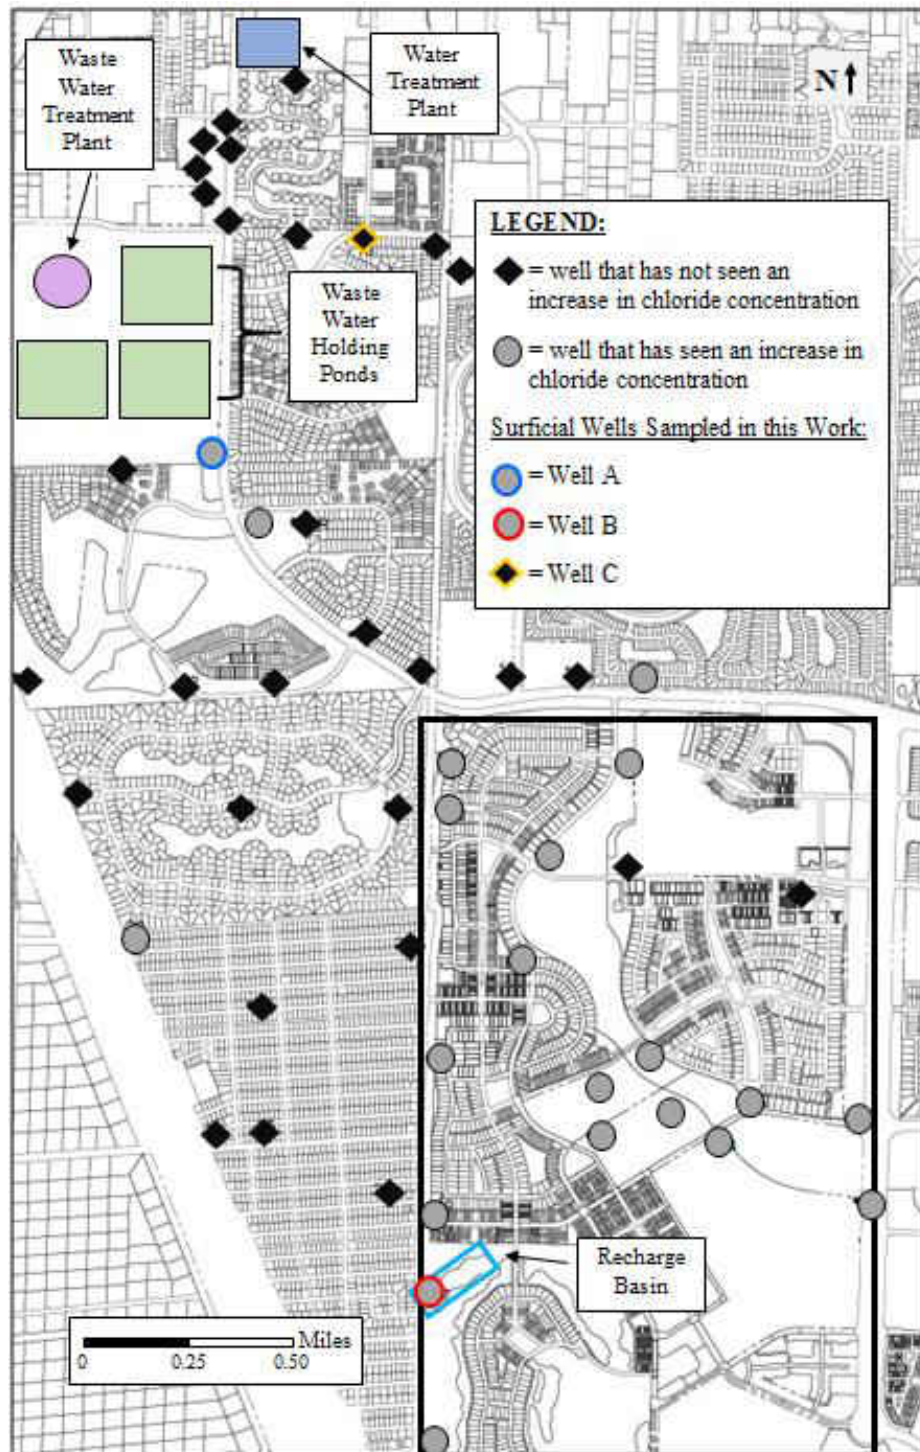 Waste
Water
Treatment
Plant
Water
Treatment
Plant
N
LEGEND:
= well that has not seen an
increase in chloride concentration
= well that has seen an increase in
chloride concentration
Surficial Wells Sampled in this Work:
= Well A
= Well B
= Well C
Waste
Water
Holding
Ponds
Recharge
Basin
Miles
0 0.25 0.50